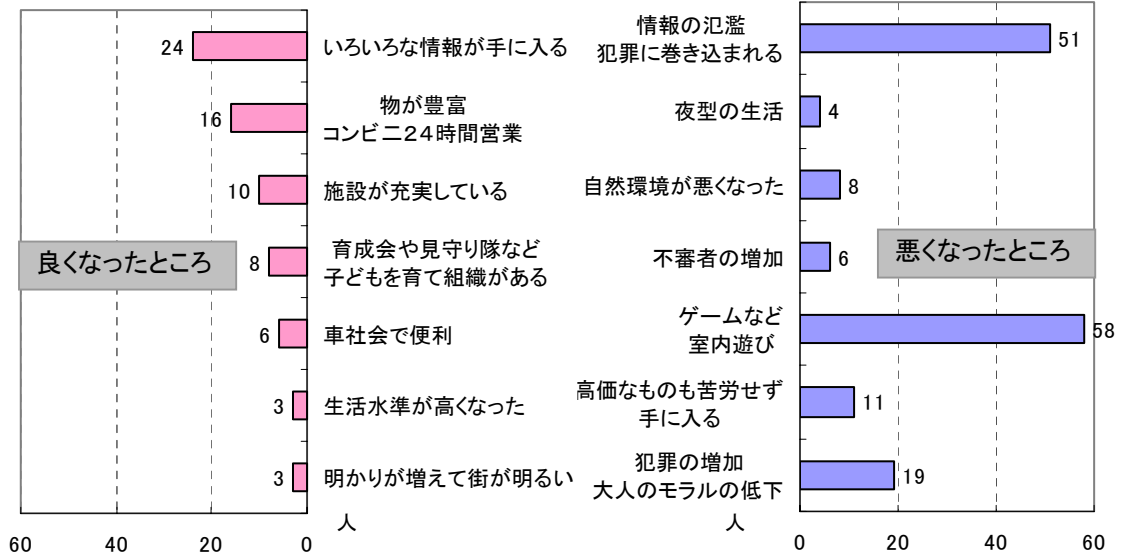 24
いろいろな情報が手に入る
16
物が豊富
コンビニ24時間営業
10
施設が充実している
良くなったところ
8
育成会や見守り隊など
子どもを育て組織がある
6
車社会で便利
3
生活水準が高くなった
3
明かりが増えて街が明るい
人
60 40 20 0
情報の氾濫
犯罪に巻き込まれる
51
夜型の生活
4
自然環境が悪くなった
8
不審者の増加
6
悪くなったところ
ゲームなど
室内遊び
58
高価なものも苦労せず
手に入る
11
犯罪の増加
大人のモラルの低下
19
人
0 20 40 60